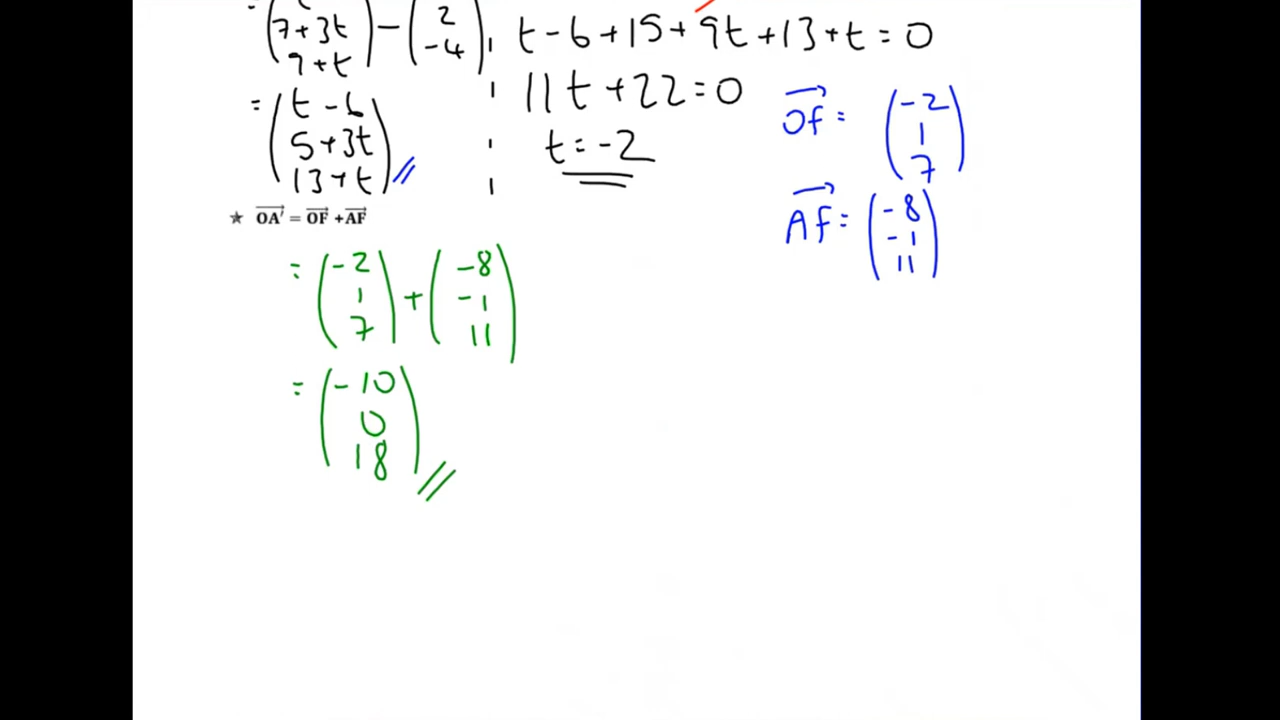 = (7+3t, 9+t) - (2, -4)
= (t-6, 5+3t, 13+t) //
t-6+15+9t+13+t=0
11t+22=0
t=-2
OF = (-2, 1, 7)
AF = (-8, -1, 11)
★ OA' = OF +AF
= (-2, 1, 7) + (-8, -1, 11)
= (-10, 0, 18) //